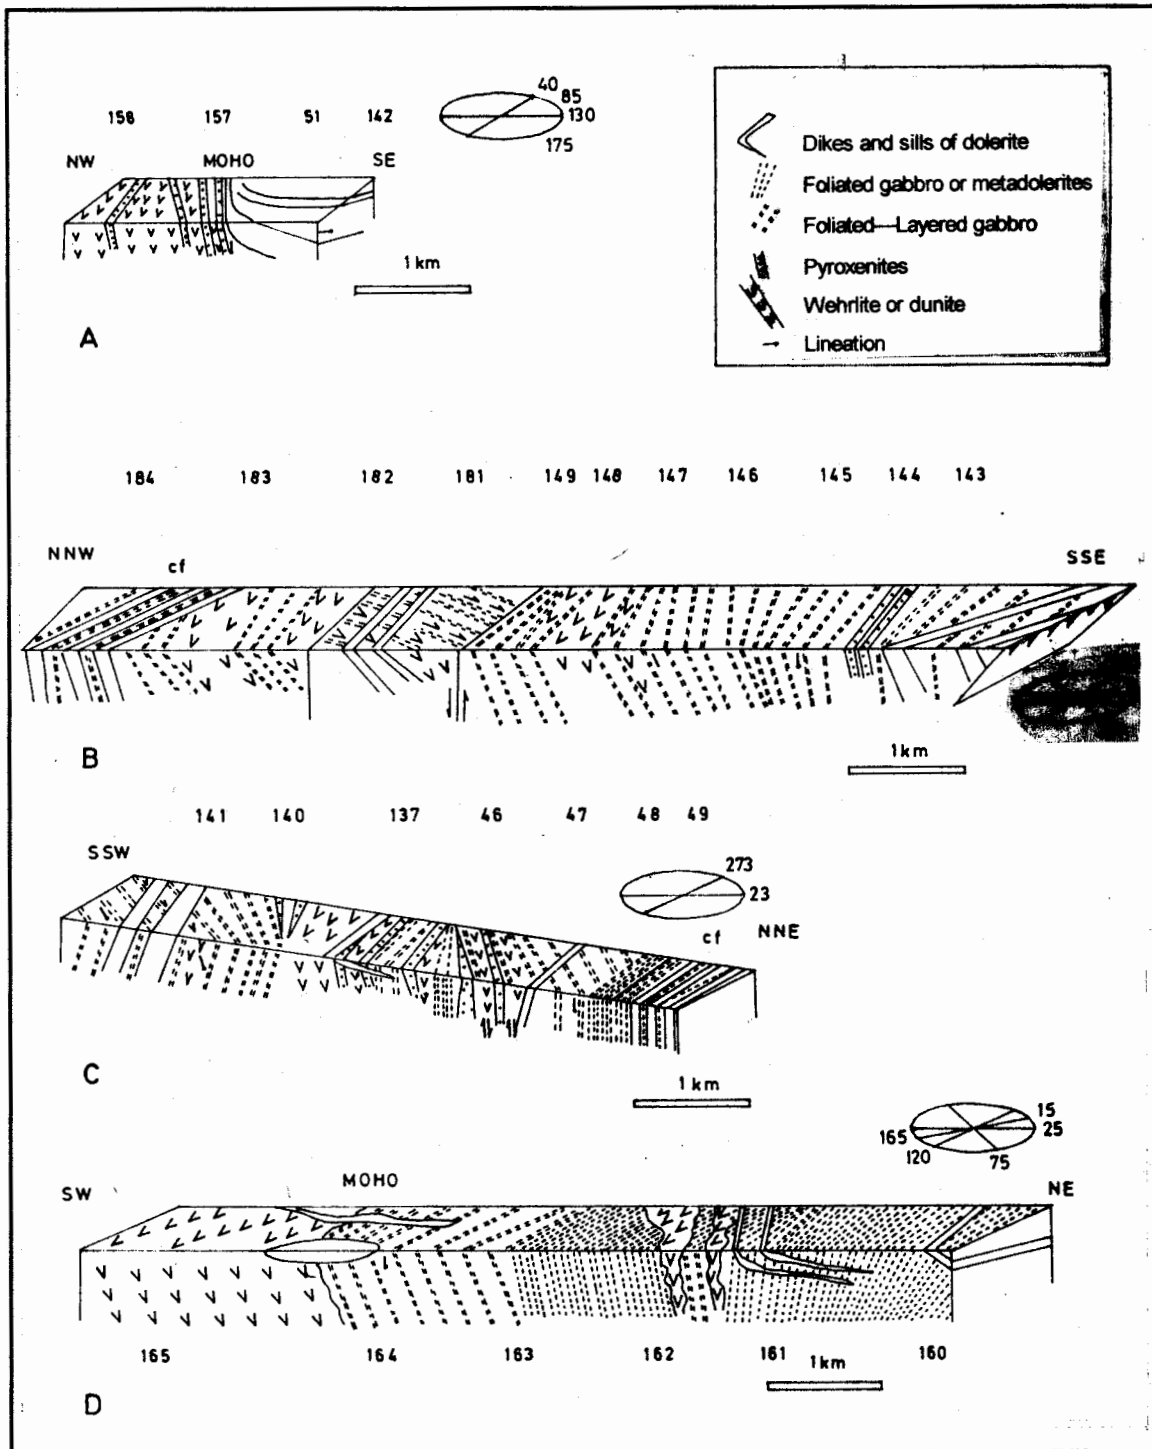 40
85
158 157 51 142 130
175
NW MOHO SE
1 km
A
Dikes and sills of dolerite
Foliated gabbro or metadolerites
Foliated—Layered gabbro
Pyroxenites
Wehrlite or dunite
Lineation
184 183 182 181 149 148 147 146 145 144 143
NNW cf SSE
1km
B
141 140 137 46 47 48 49
SSW
273
23
cf NNE
C
1 km
15
165 25
120 75
SW MOHO NE
165 164 163 162 161 160
1km
D